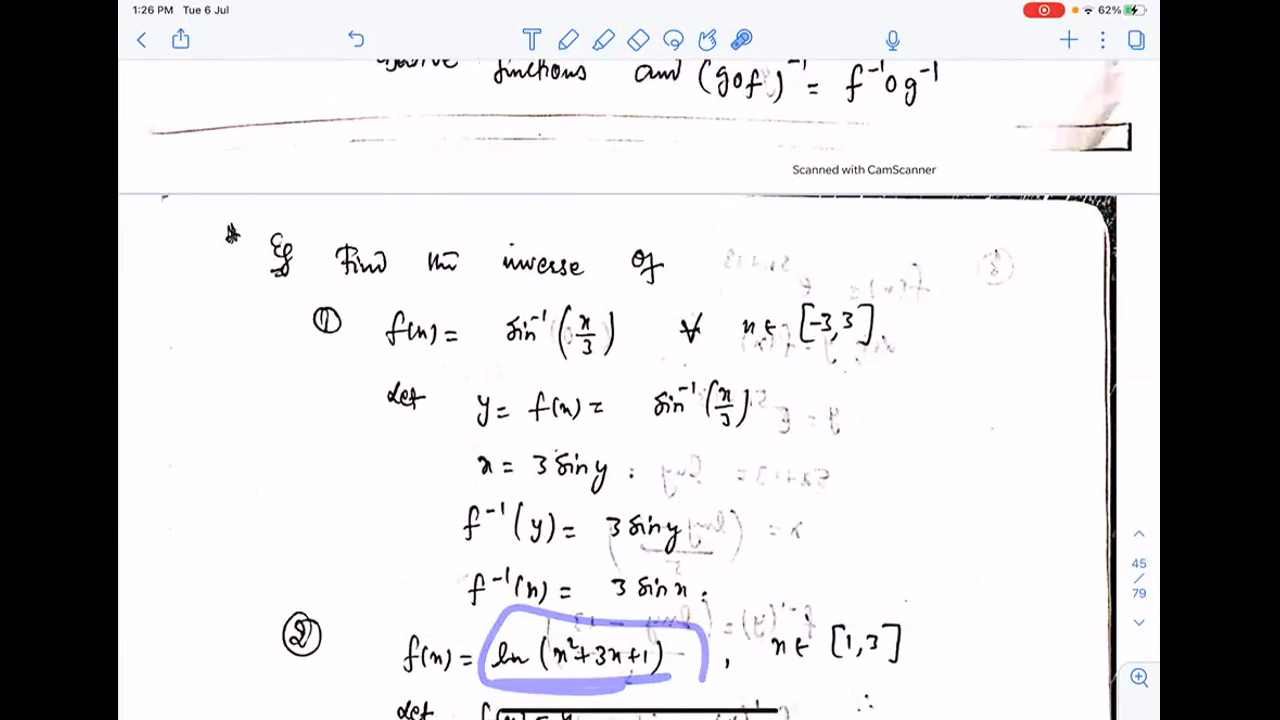 1:26 PM Tue 6 Jul
62%
functions and (gof)⁻¹ = f⁻¹og⁻¹
Scanned with CamScanner
* Eg Find the inverse of
① f(x) = sin⁻¹(x/3) ∀ x ∈ [-3,3].
Let y = f(x) = sin⁻¹(x/3)
x = 3 sin y.
f⁻¹(y) = 3 sin y
f⁻¹(x) = 3 sin x.
② f(x) = ln (x²+3x+1), x ∈ [1,3]
Let
45
/
79